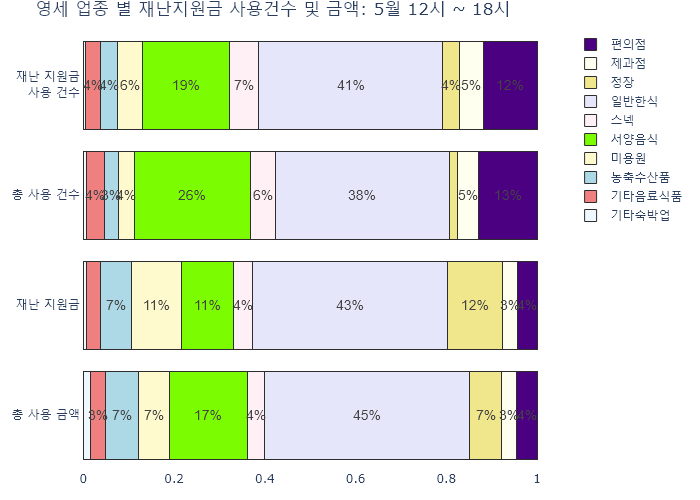 영세 업종 별 재난지원금 사용건수 및 금액: 5월 12시 ~ 18시
재난 지원금
사용 건수
4% 4% 6% 19% 7% 41% 4% 5% 12%
총 사용 건수
4% 3% 4% 26% 6% 38% 5% 13%
재난 지원금
7% 11% 11% 4% 43% 12% 3% 4%
총 사용 금액
3% 7% 7% 17% 4% 45% 7% 3% 4%
0 0.2 0.4 0.6 0.8 1
편의점
제과점
정장
일반한식
스넥
서양음식
미용원
농축수산품
기타음료식품
기타숙박업